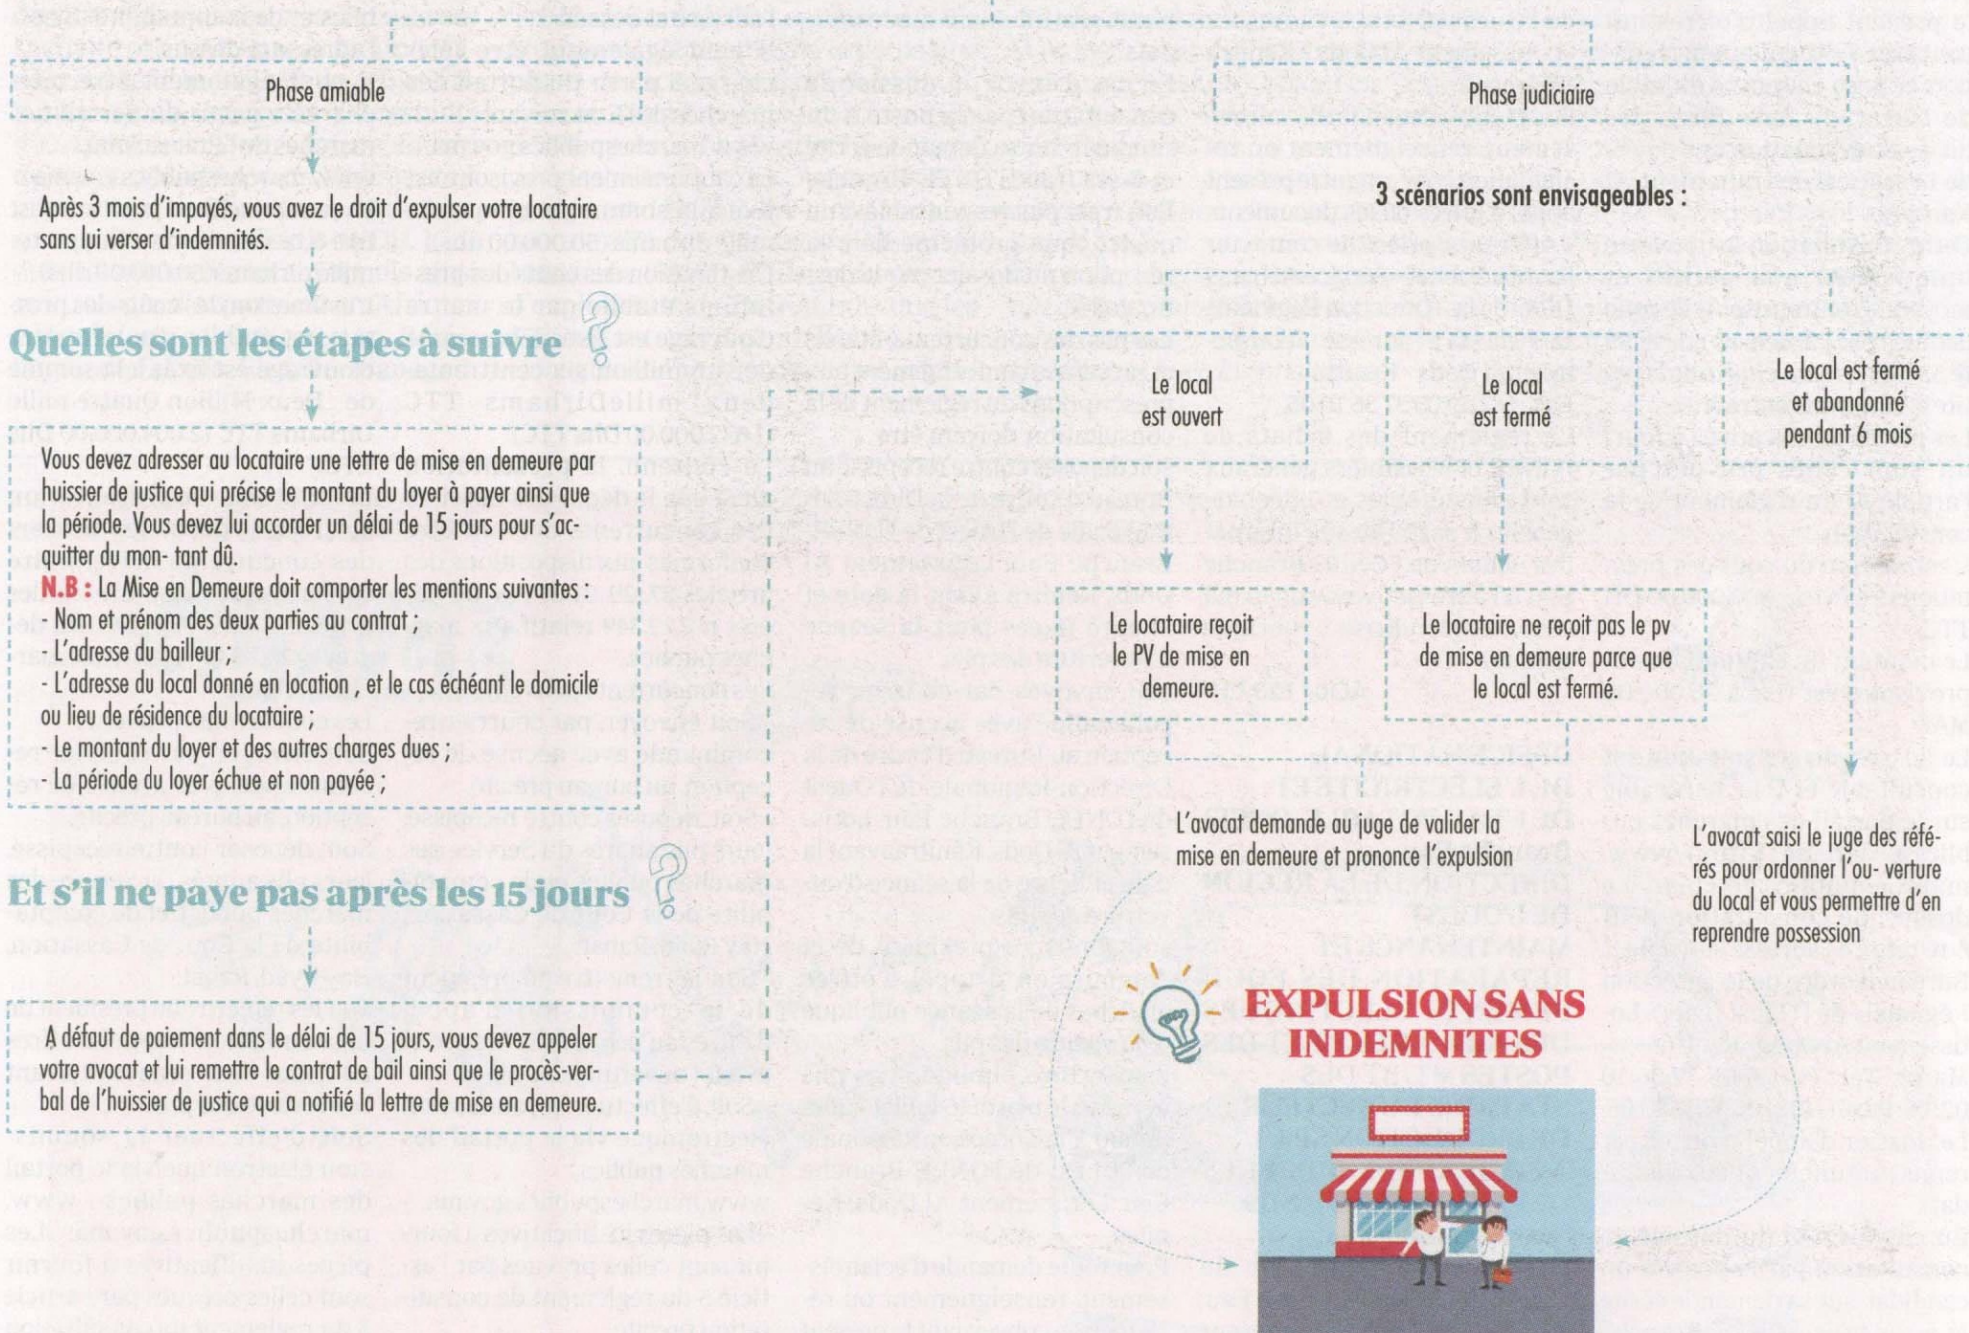 Phase amiable
Après 3 mois d'impayés, vous avez le droit d'expulser votre locataire
sans lui verser d'indemnités.
Quelles sont les étapes à suivre ?
Vous devez adresser au locataire une lettre de mise en demeure par
huissier de justice qui précise le montant du loyer à payer ainsi que
la période. Vous devez lui accorder un délai de 15 jours pour s'ac-
quitter du mon- tant dû.
N.B : La Mise en Demeure doit comporter les mentions suivantes :
- Nom et prénom des deux parties au contrat ;
- L'adresse du bailleur ;
- L'adresse du local donné en location , et le cas échéant le domicile
ou lieu de résidence du locataire ;
- Le montant du loyer et des autres charges dues ;
- La période du loyer échue et non payée ;
Et s'il ne paye pas après les 15 jours ?
A défaut de paiement dans le délai de 15 jours, vous devez appeler
votre avocat et lui remettre le contrat de bail ainsi que le procès-ver-
bal de l'huissier de justice qui a notifié la lettre de mise en demeure.
Phase judiciaire
3 scénarios sont envisageables :
Le local
est ouvert
Le locataire reçoit
le PV de mise en
demeure.
Le local
est fermé
Le locataire ne reçoit pas le pv
de mise en demeure parce que
le local est fermé.
L'avocat demande au juge de valider la
mise en demeure et prononce l'expulsion
Le local est fermé
et abandonné
pendant 6 mois
L'avocat saisi le juge des réfé-
rés pour ordonner l'ou- verture
du local et vous permettre d'en
reprendre possession
EXPULSION SANS
INDEMNITES